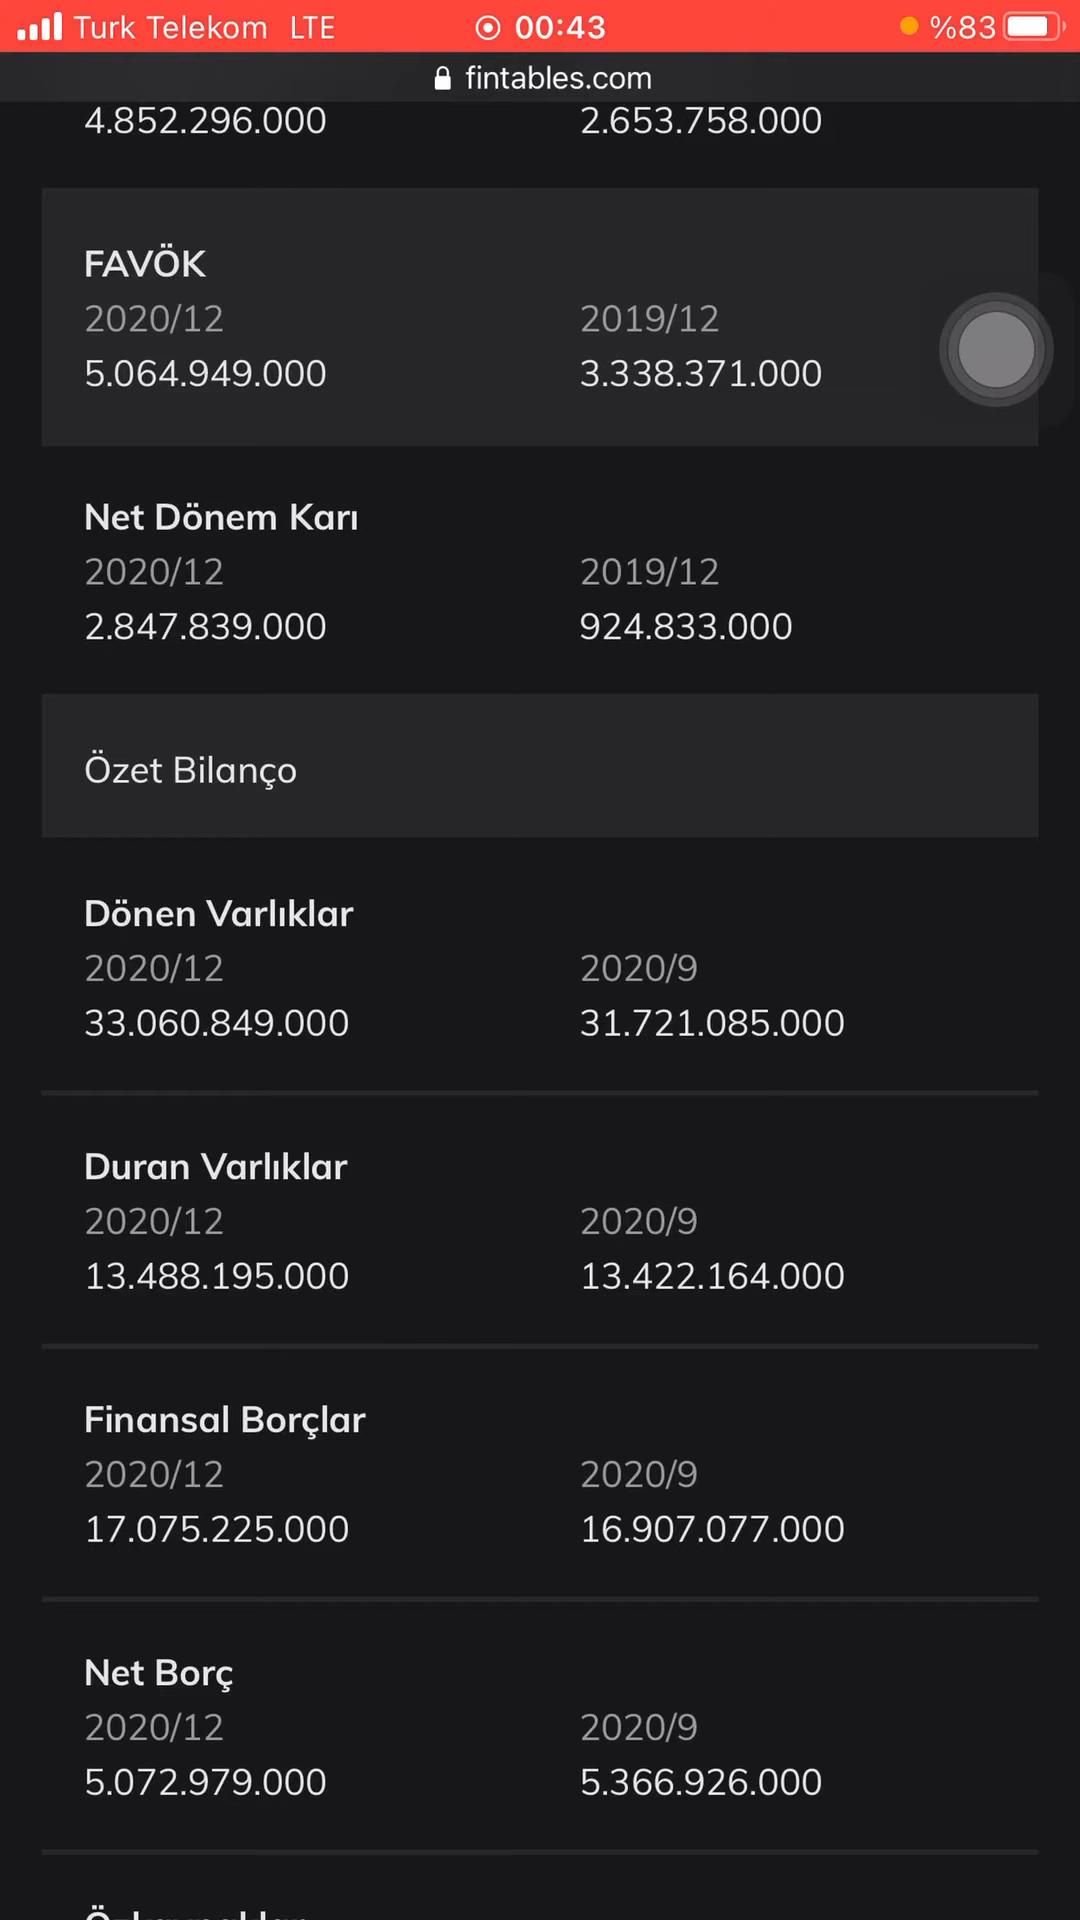 Turk Telekom LTE 00:43 %83
fintables.com
4.852.296.000 2.653.758.000
FAVÖK
2020/12 2019/12
5.064.949.000 3.338.371.000
Net Dönem Karı
2020/12 2019/12
2.847.839.000 924.833.000
Özet Bilanço
Dönen Varlıklar
2020/12 2020/9
33.060.849.000 31.721.085.000
Duran Varlıklar
2020/12 2020/9
13.488.195.000 13.422.164.000
Finansal Borçlar
2020/12 2020/9
17.075.225.000 16.907.077.000
Net Borç
2020/12 2020/9
5.072.979.000 5.366.926.000